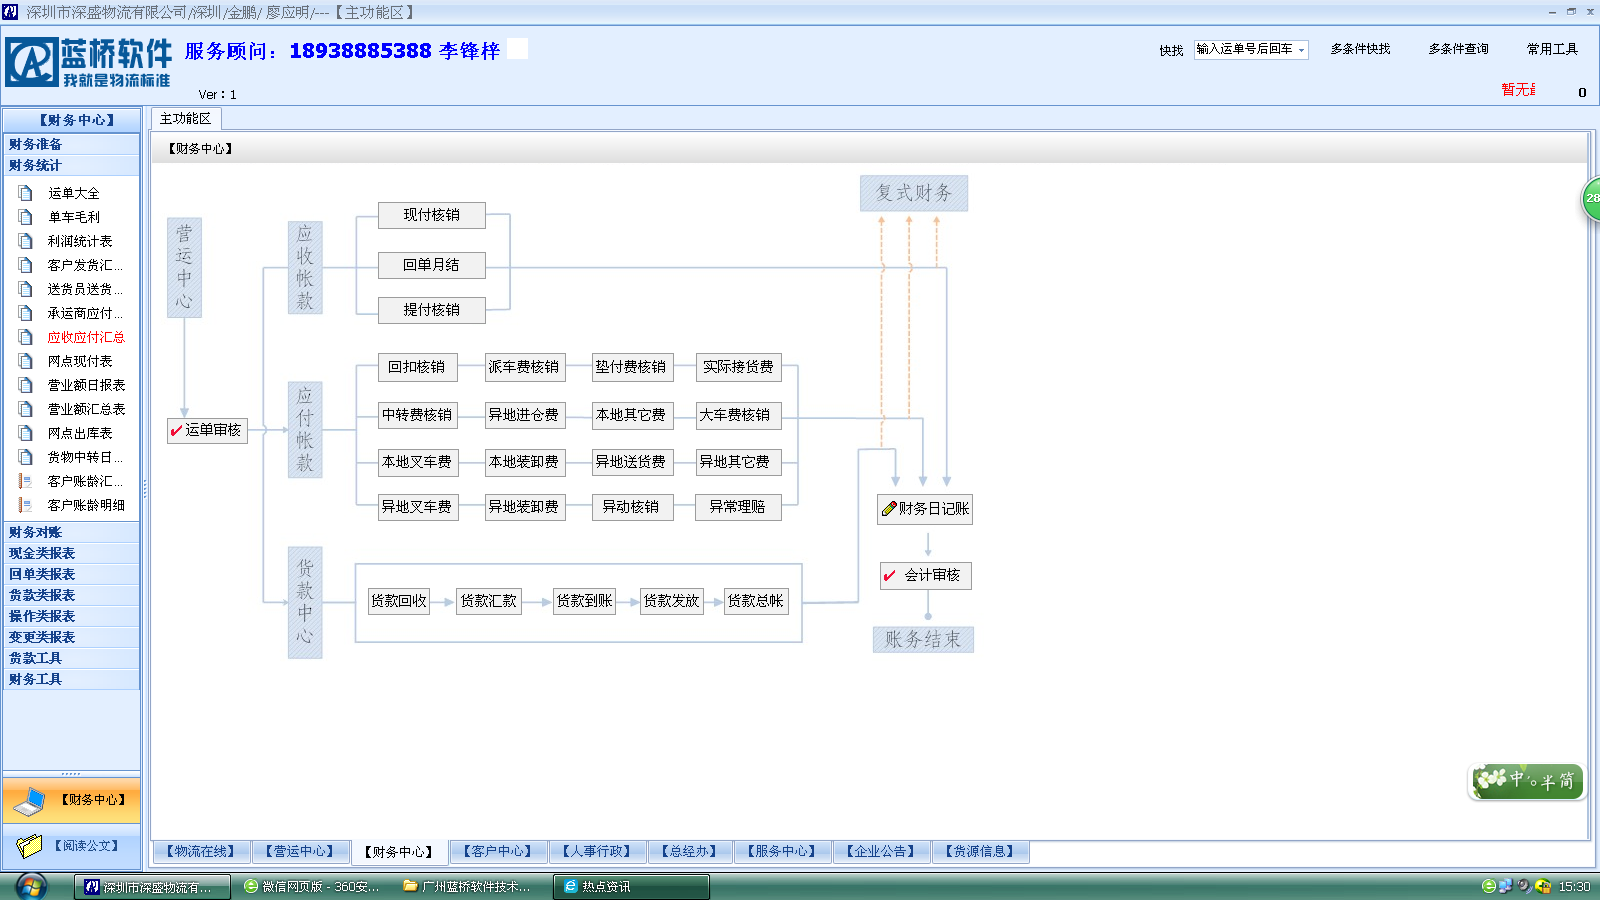 深圳市深盛物流有限公司/深圳/金鹏/ 廖应明/---【主功能区】
蓝桥软件
我就是物流标准
服务顾问：18938885388 李锋梓
Ver：1
快找
输入运单号后回车
多条件快找
多条件查询
常用工具
暂无
0
【财务中心】
财务准备
财务统计
运单大全
单车毛利
利润统计表
客户发货汇...
送货员送货...
承运商应付...
应收应付汇总
网点现付表
营业额日报表
营业额汇总表
网点出库表
货物中转日...
客户账龄汇...
客户账龄明细
财务对账
现金类报表
回单类报表
货款类报表
操作类报表
变更类报表
货款工具
财务工具
【财务中心】
【阅读公文】
主功能区
【财务中心】
营运中心
运单审核
应收帐款
现付核销
回单月结
提付核销
复式财务
应付帐款
回扣核销
派车费核销
垫付费核销
实际接货费
中转费核销
异地进仓费
本地其它费
大车费核销
本地叉车费
本地装卸费
异地送货费
异地其它费
异地叉车费
异地装卸费
异动核销
异常理赔
货款中心
货款回收
货款汇款
货款到账
货款发放
货款总帐
财务日记账
会计审核
账务结束
28
中 半 简
【物流在线】
【营运中心】
【财务中心】
【客户中心】
【人事行政】
【总经办】
【服务中心】
【企业公告】
【货源信息】
深圳市深盛物流有...
微信网页版 - 360安...
广州蓝桥软件技术...
热点资讯
15:30